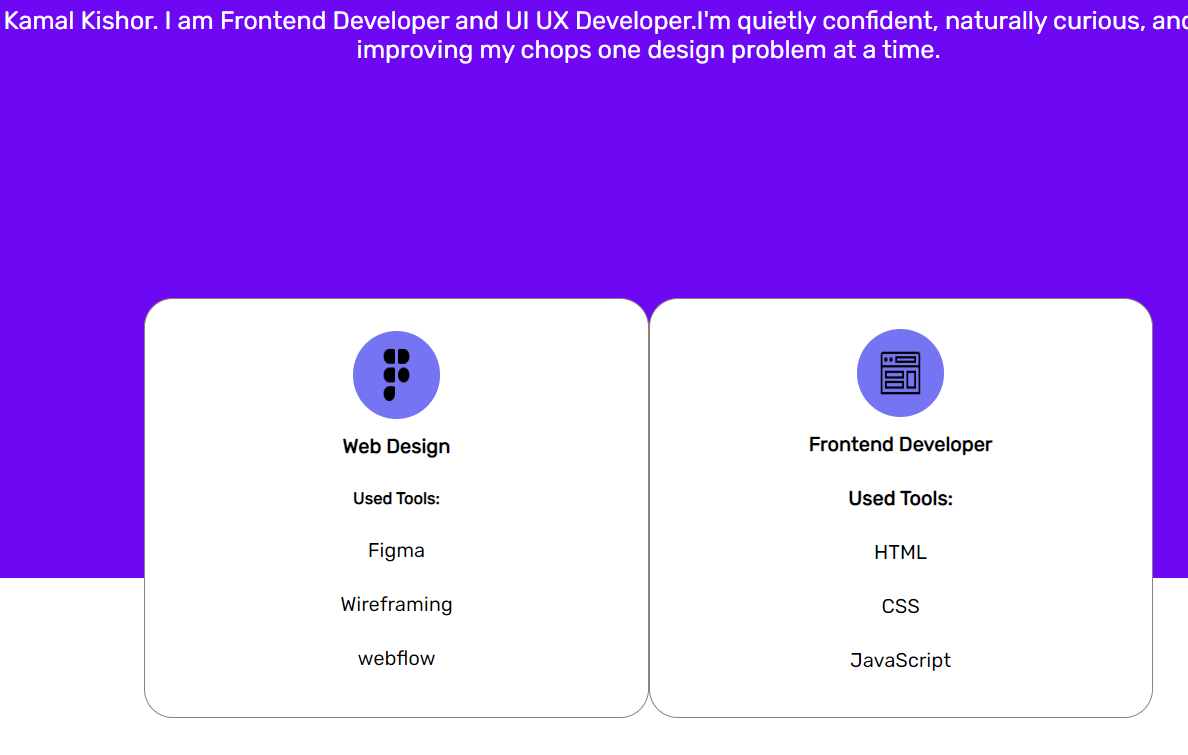 Kamal Kishor. I am Frontend Developer and UI UX Developer.I'm quietly confident, naturally curious, and
improving my chops one design problem at a time.
Web Design
Used Tools:
Figma
Wireframing
webflow
Frontend Developer
Used Tools:
HTML
CSS
JavaScript